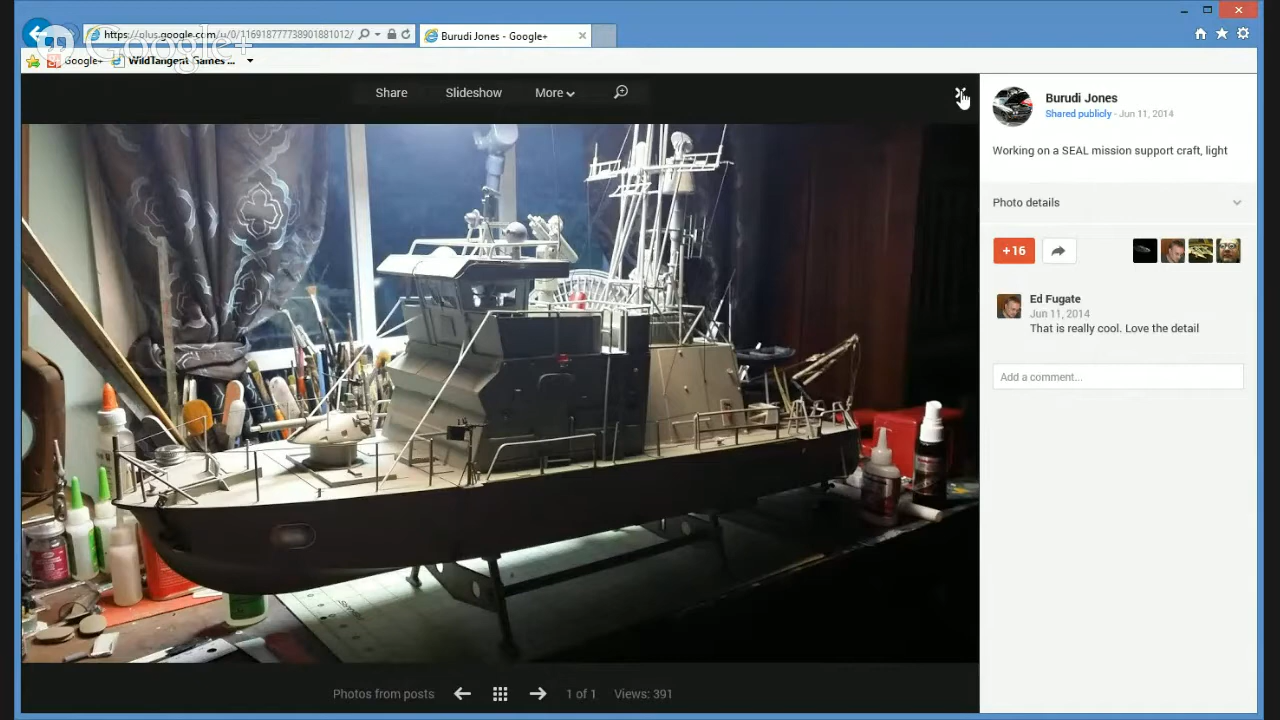 https://plus.google.com/u/0/116918777738901881012/
Burudi Jones - Google+
Google+
Google+
WildTangent Games ...
Share
Slideshow
More
Burudi Jones
Shared publicly - Jun 11, 2014
Working on a SEAL mission support craft, light
Photo details
+16
Ed Fugate
Jun 11, 2014
That is really cool. Love the detail
Add a comment...
Photos from posts
1 of 1
Views: 391